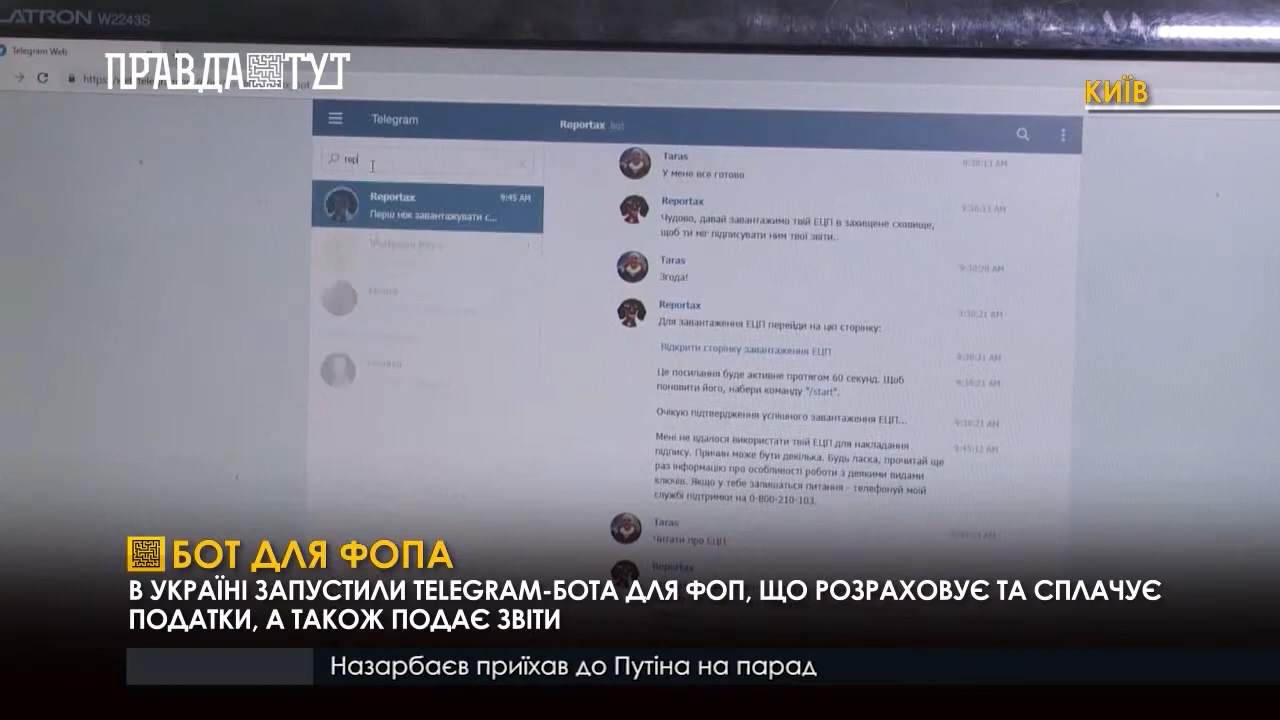 LATRON W2243S
Telegram Web
ПРАВДА ТУТ
https:
КИЇВ
Telegram
Reportax bot
rep
Reportax 9:45 AM
Перш ніж завантажувати с...
Taras 9:30:13 AM
У мене все готово
Reportax 9:30:13 AM
Чудово, давай завантажимо твій ЕЦП в захищене сховище,
щоб ти міг підписувати ним твої звіти..
Taras 9:30:20 AM
Згода!
Reportax 9:30:21 AM
Для завантаження ЕЦП перейди на цю сторінку:
Відкрити сторінку завантаження ЕЦП 9:30:21 AM
Це посилання буде активне протягом 60 секунд. Щоб 9:30:21 AM
поновити його, набери команду "/start".
Очікую підтвердження успішного завантаження ЕЦП... 9:30:21 AM
Мені не вдалося використати твій ЕЦП для накладання 9:45:12 AM
підпису. Причин може бути декілька. Будь ласка, прочитай ще
раз інформацію про особливості роботи з деякими видами
ключів. Якщо у тебе залишаться питання - телефонуй моїй
службі підтримки на 0-800-210-103.
Taras
Читати про ЕЦП
Reportax
БОТ ДЛЯ ФОПА
В УКРАЇНІ ЗАПУСТИЛИ TELEGRAM-БОТА ДЛЯ ФОП, ЩО РОЗРАХОВУЄ ТА СПЛАЧУЄ
ПОДАТКИ, А ТАКОЖ ПОДАЄ ЗВІТИ
Назарбаєв приїхав до Путіна на парад